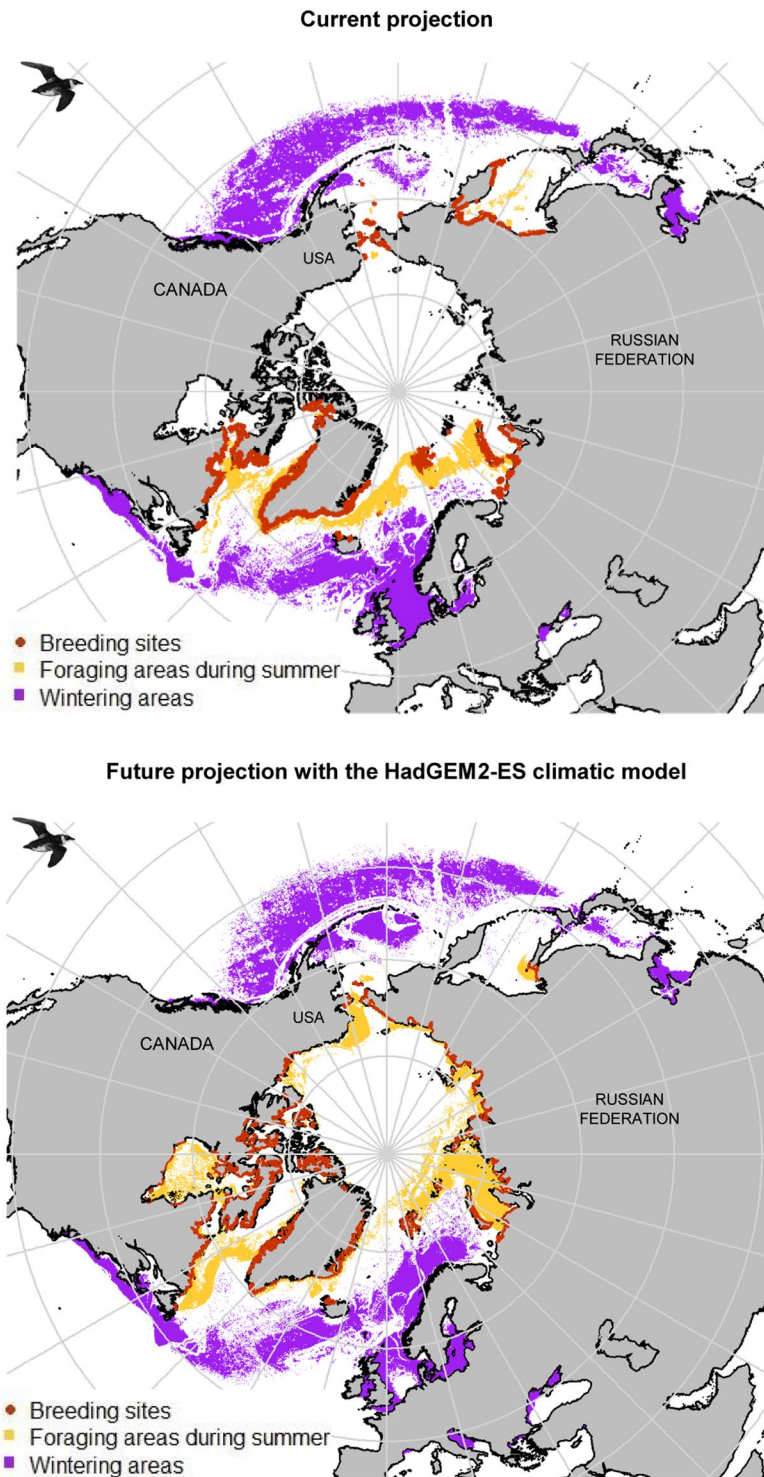 Current projection
USA
CANADA
RUSSIAN
FEDERATION
Breeding sites
Foraging areas during summer
Wintering areas
Future projection with the HadGEM2-ES climatic model
USA
CANADA
RUSSIAN
FEDERATION
Breeding sites
Foraging areas during summer
Wintering areas